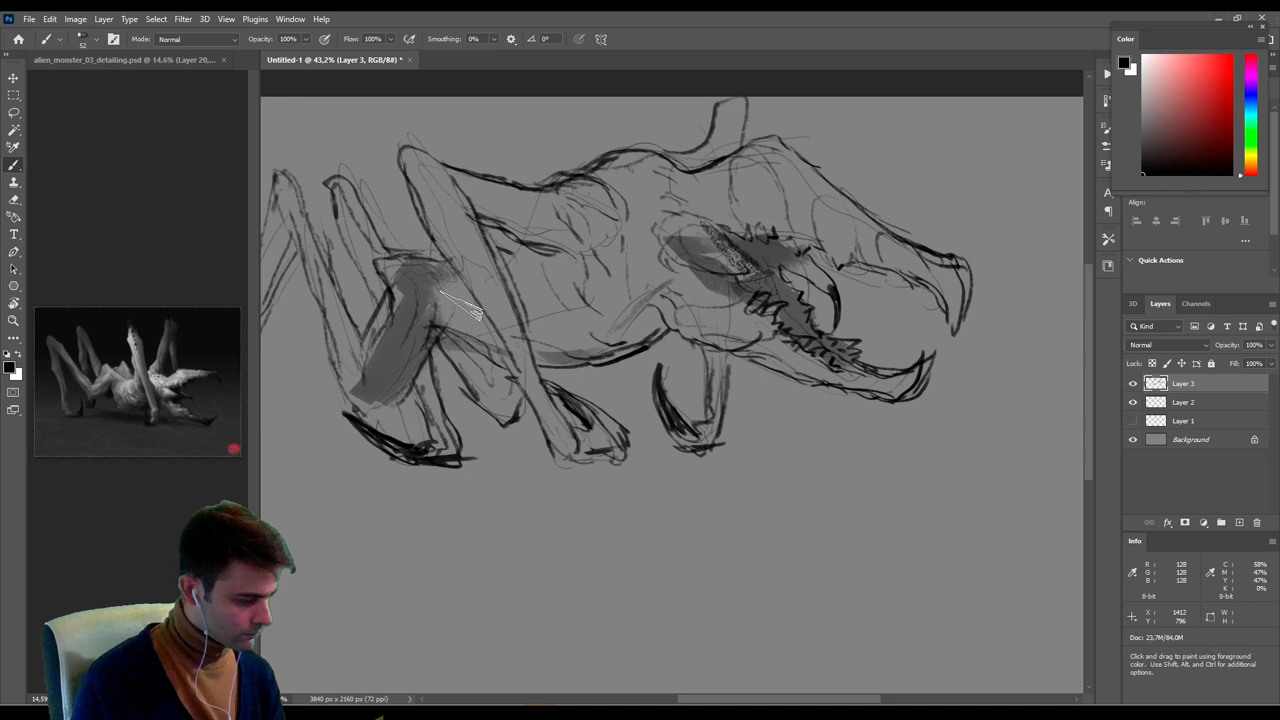 Ps File Edit Image Layer Type Select Filter 3D View Plugins Window Help
52 Mode: Normal Opacity: 100% Flow: 100% Smoothing: 0% 0°
alien_monster_03_detailing.psd @ 14,6% (Layer 20,... × Untitled-1 @ 43,2% (Layer 3, RGB/8#) * ×
Color
Align:
Quick Actions
3D Layers Channels
Kind
Normal Opacity: 100%
Lock: Fill: 100%
Layer 3
Layer 2
Layer 1
Background
fx
Info
R : 128 C : 58%
G : 128 M : 47%
B : 128 Y : 47%
K : 0%
8-bit 8-bit
X : 1412 W :
Y : 796 H :
Doc: 23,7M/84,0M
Click and drag to paint using foreground
color. Use Shift, Alt, and Ctrl for additional
options.
14,59 % 3840 px x 2160 px (72 ppi)